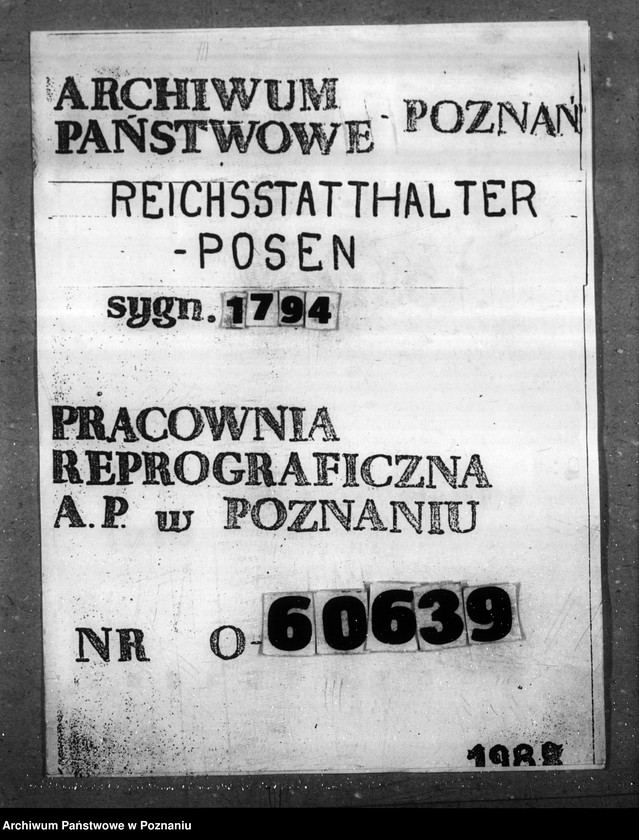 ARCHIWUM
PAŃSTWOWE - POZNAŃ
REICHSSTATTHALTER
-POSEN
sygn. 1794
PRACOWNIA
REPROGRAFICZNA
A.P. w POZNANIU
NR O-60639
Archiwum Państwowe w Poznaniu